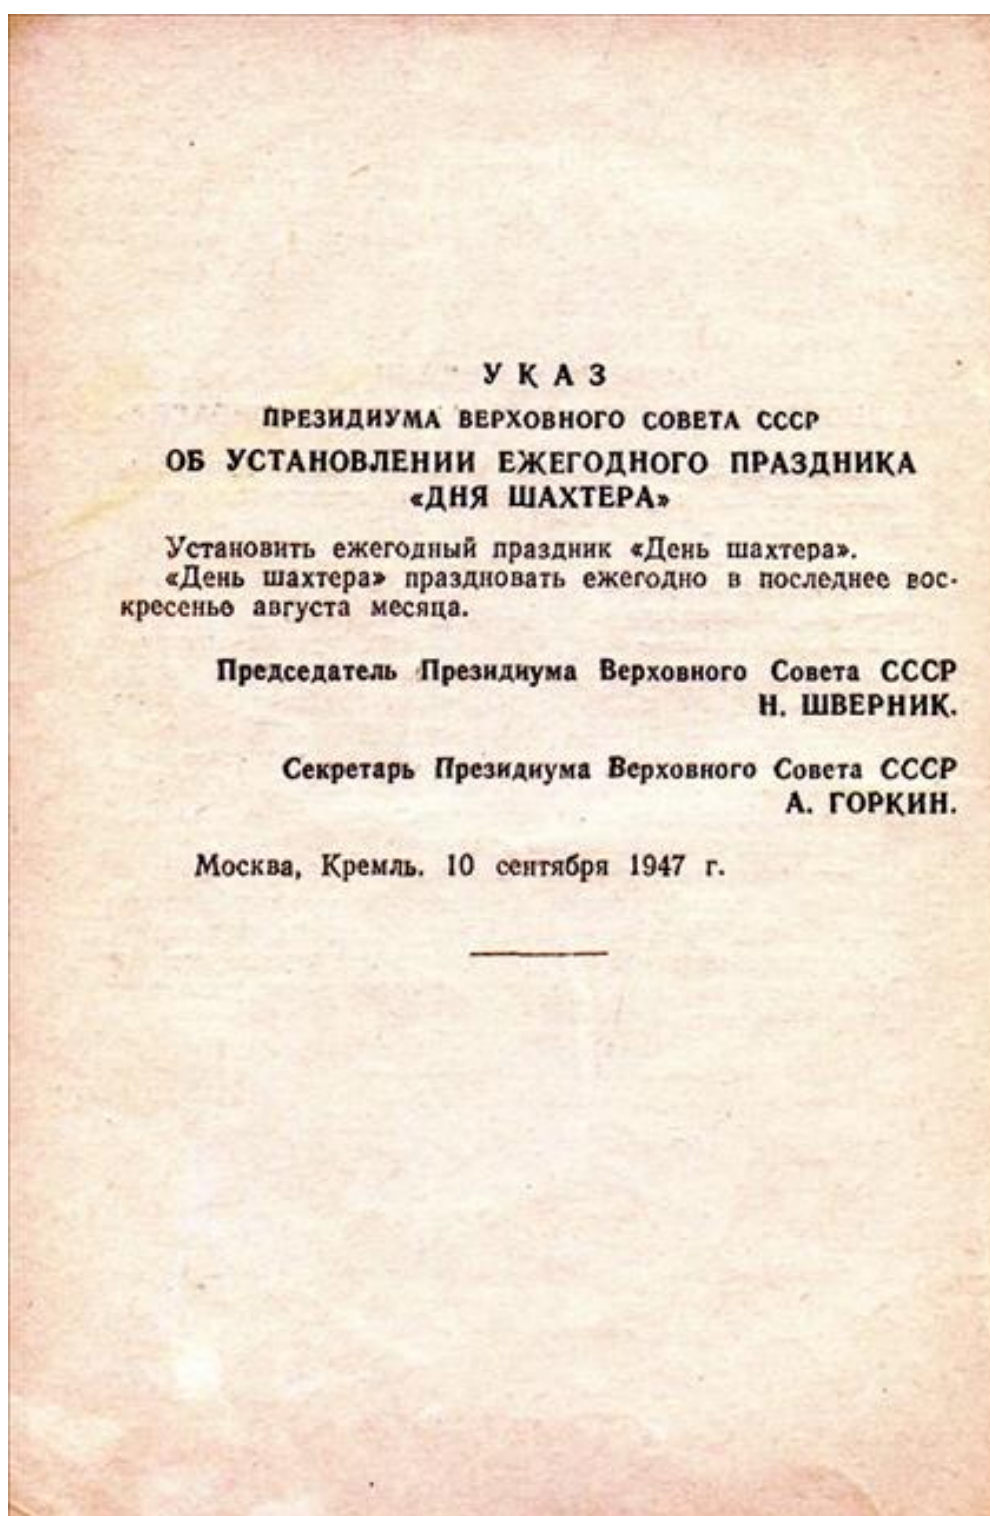 УКАЗ
ПРЕЗИДИУМА ВЕРХОВНОГО СОВЕТА СССР
ОБ УСТАНОВЛЕНИИ ЕЖЕГОДНОГО ПРАЗДНИКА
«ДНЯ ШАХТЕРА»
Установить ежегодный праздник «День шахтера».
«День шахтера» праздновать ежегодно в последнее вос-
кресенье августа месяца.
Председатель Президиума Верховного Совета СССР
Н. ШВЕРНИК.
Секретарь Президиума Верховного Совета СССР
А. ГОРКИН.
Москва, Кремль. 10 сентября 1947 г.